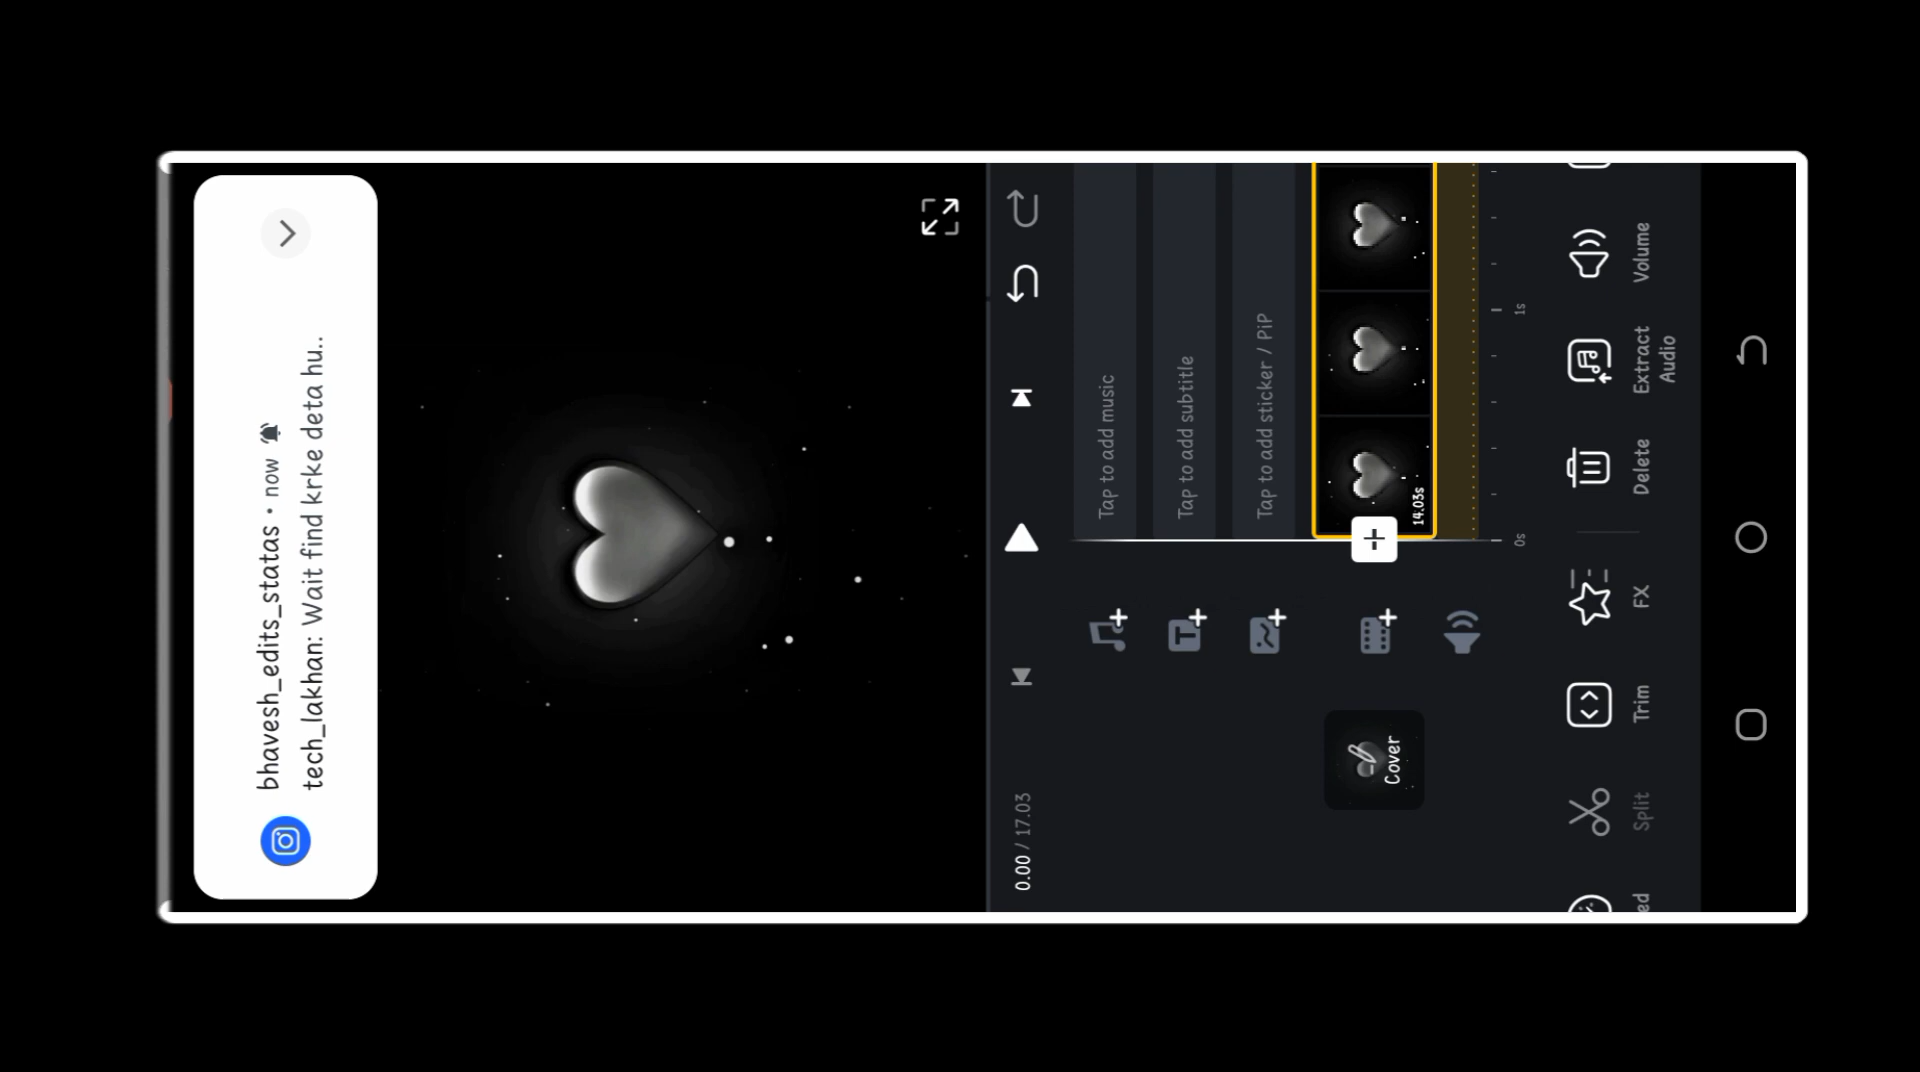 bhavesh_edits_statas • now
tech_lakhan: Wait find krke deta hu..
0.00 / 17.03
Tap to add music
Tap to add subtitle
Tap to add sticker / PiP
Cover
14.03s
0s
1s
ed
Split
Trim
FX
Delete
Extract
Audio
Volume